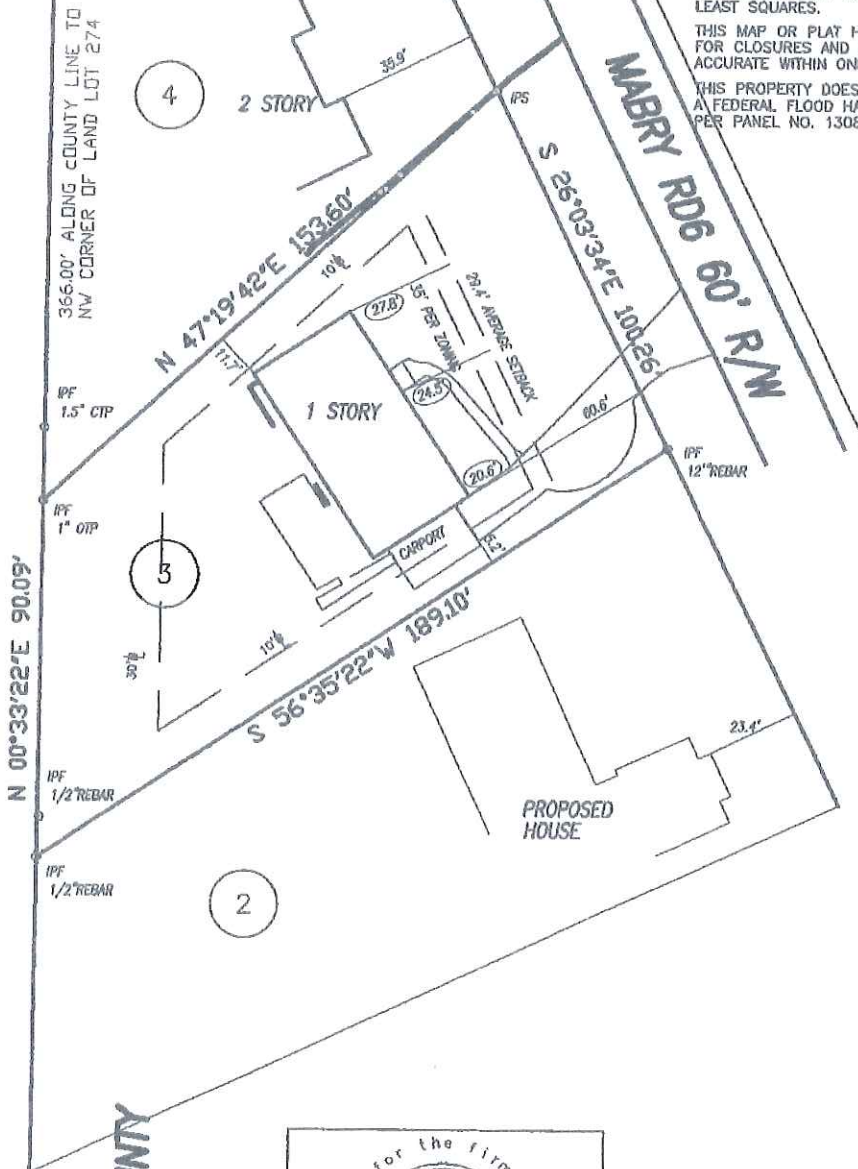 LEAST SQUARES.
THIS MAP OR PLAT H
FOR CLOSURES AND
ACCURATE WITHIN ON
THIS PROPERTY DOES
A FEDERAL FLOOD HA
PER PANEL NO. 1308
366.00' ALONG COUNTY LINE TO
NW CORNER OF LAND LOT 274
4
2 STORY
35.9'
IPS
MABRY RD6 60' R/W
S 26°03'34"E 100.26'
N 47°19'42"E 153.60'
10'
27.8'
35' PER ZONING
29.4' AVERAGE SETBACK
11.7'
1 STORY
24.5'
60.6'
20.6'
IPF
1.5" CTP
IPF
1" OTP
IPF
12"REBAR
CARPORT
5.2'
3
N 00°33'22"E 90.09'
30'
10'
S 56°35'22"W 189.10'
23.4'
PROPOSED
HOUSE
IPF
1/2"REBAR
IPF
1/2"REBAR
2
NTY
for the fir